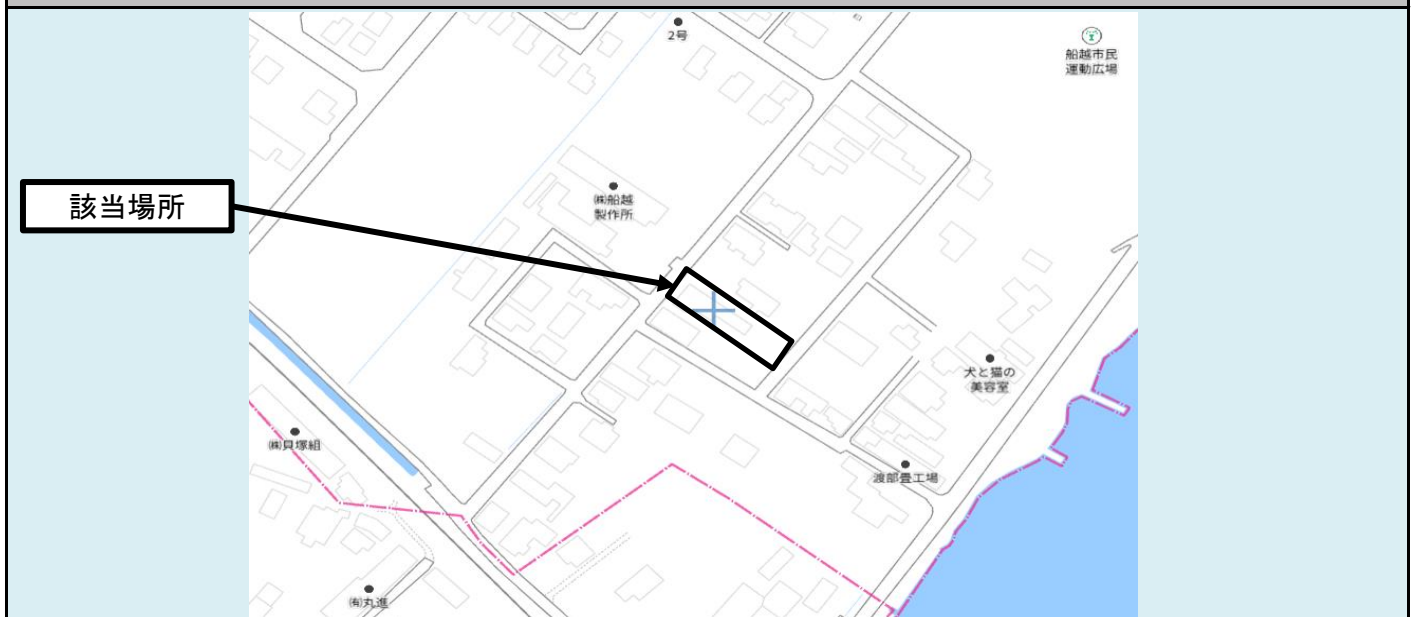 2号
船越市民
運動広場
該当場所
㈱船越
製作所
犬と猫の
美容室
㈱貝塚組
渡部畳工場
㈲丸進